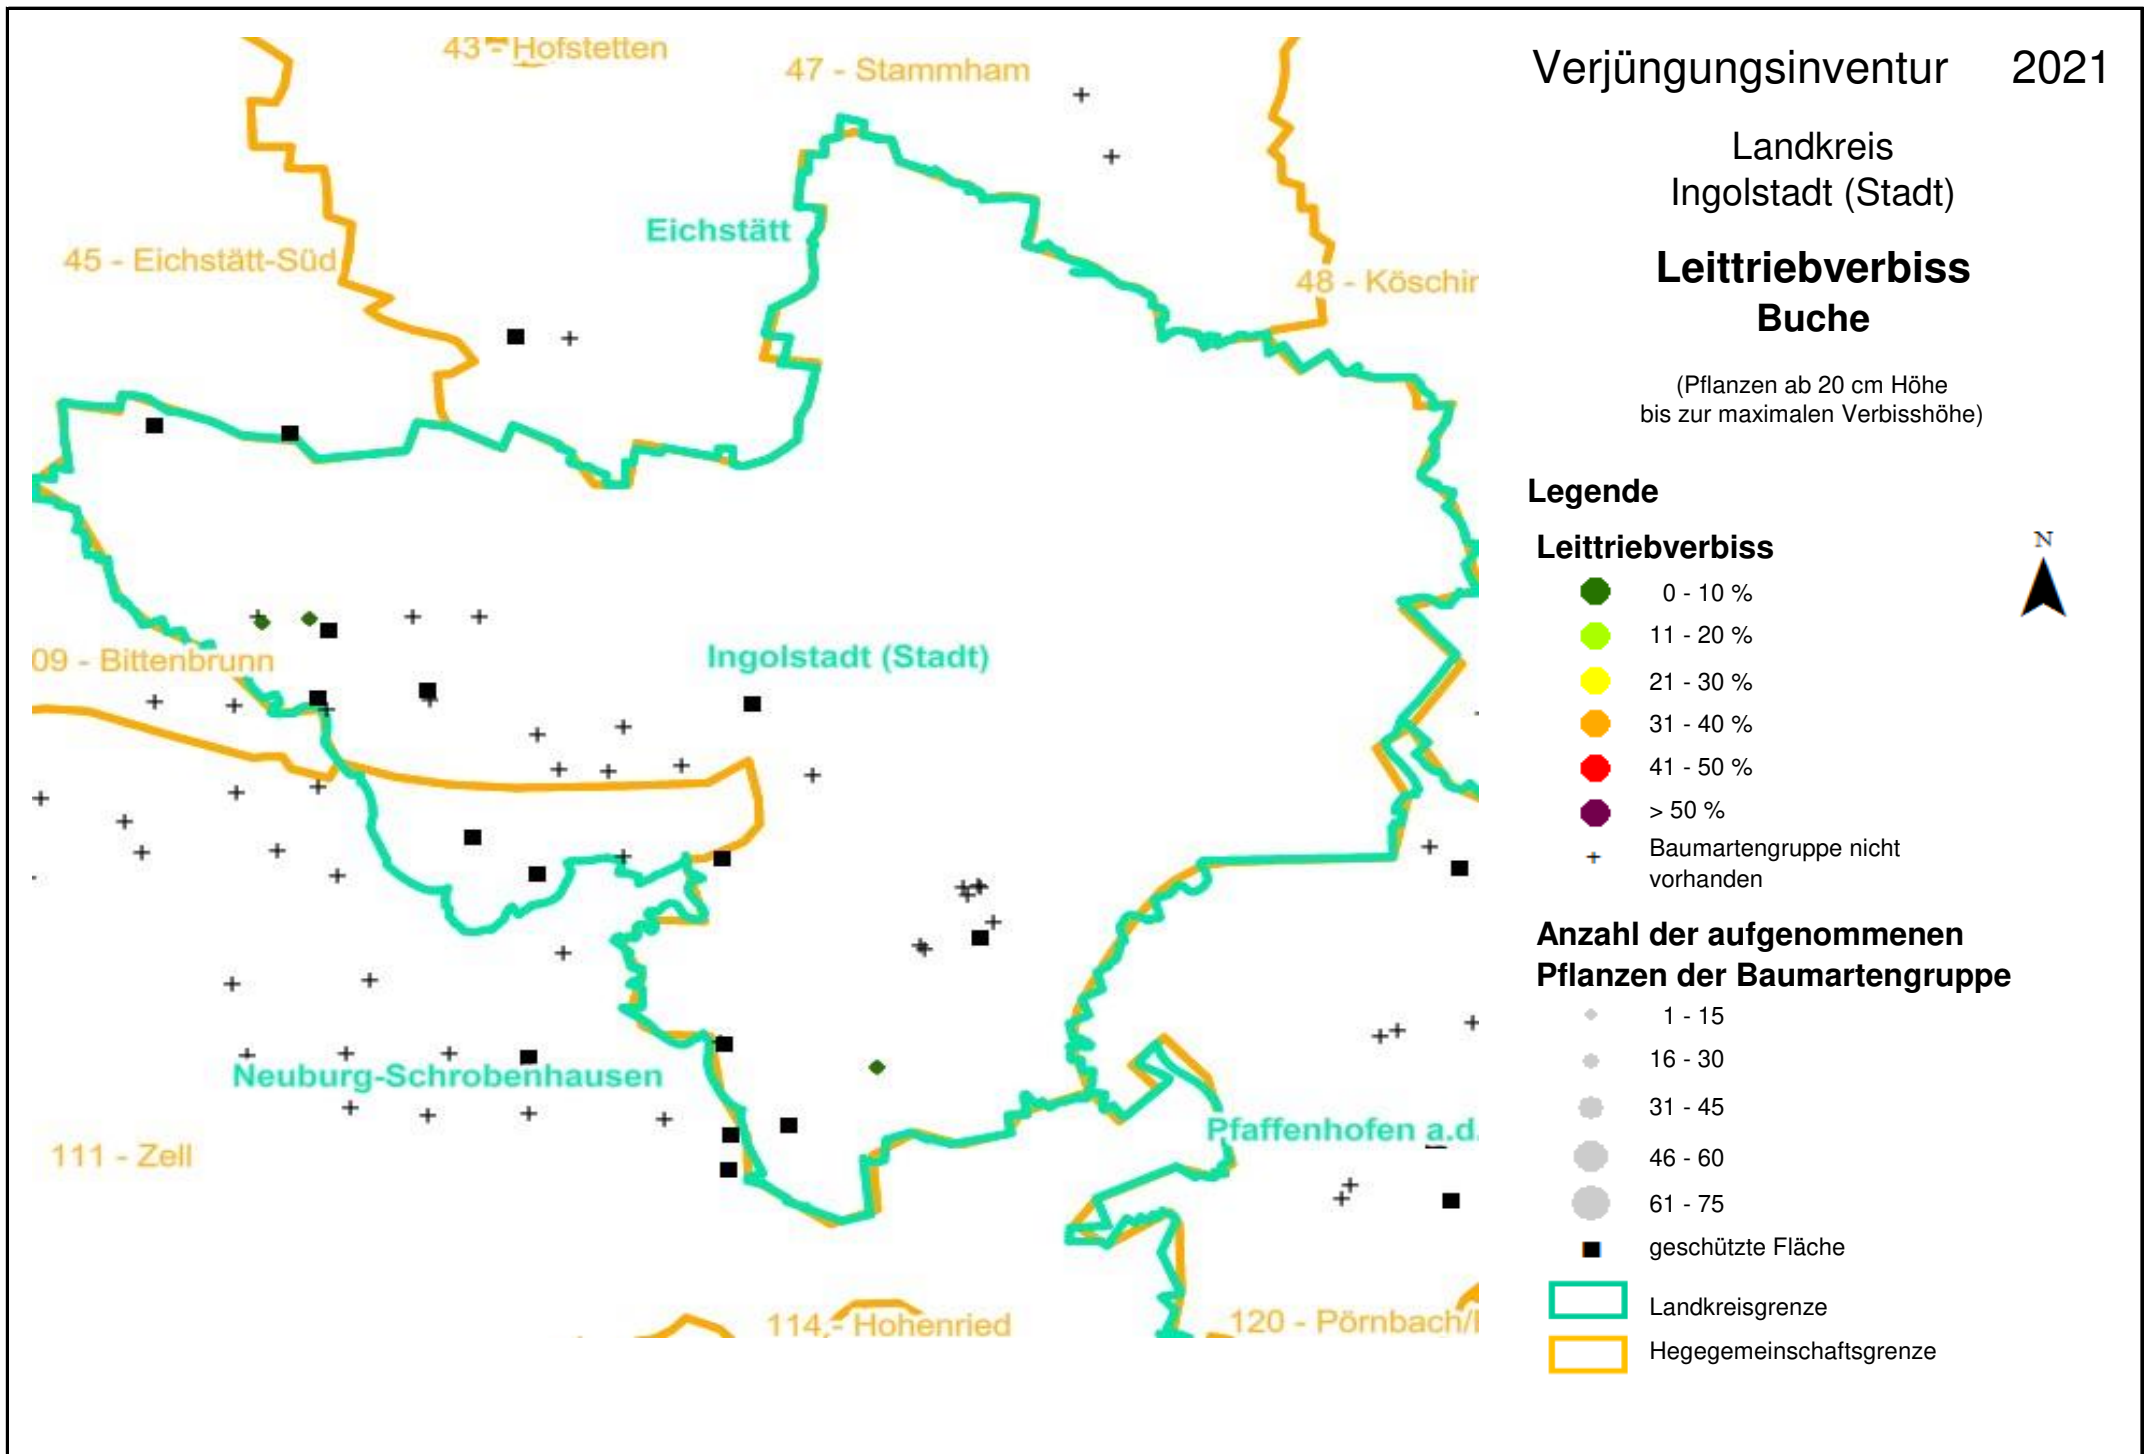 43 - Hofstetten
47 - Stammham
Eichstätt
45 - Eichstätt-Süd
48 - Köschin
09 - Bittenbrunn
Ingolstadt (Stadt)
Neuburg-Schrobenhausen
Pfaffenhofen a.d.
111 - Zell
114 - Hohenried
120 - Pörnbach/
Verjüngungsinventur 2021
Landkreis
Ingolstadt (Stadt)
Leittriebverbiss
Buche
(Pflanzen ab 20 cm Höhe
bis zur maximalen Verbisshöhe)
Legende
Leittriebverbiss
N
0 - 10 %
11 - 20 %
21 - 30 %
31 - 40 %
41 - 50 %
> 50 %
Baumartengruppe nicht
vorhanden
Anzahl der aufgenommenen
Pflanzen der Baumartengruppe
1 - 15
16 - 30
31 - 45
46 - 60
61 - 75
geschützte Fläche
Landkreisgrenze
Hegegemeinschaftsgrenze